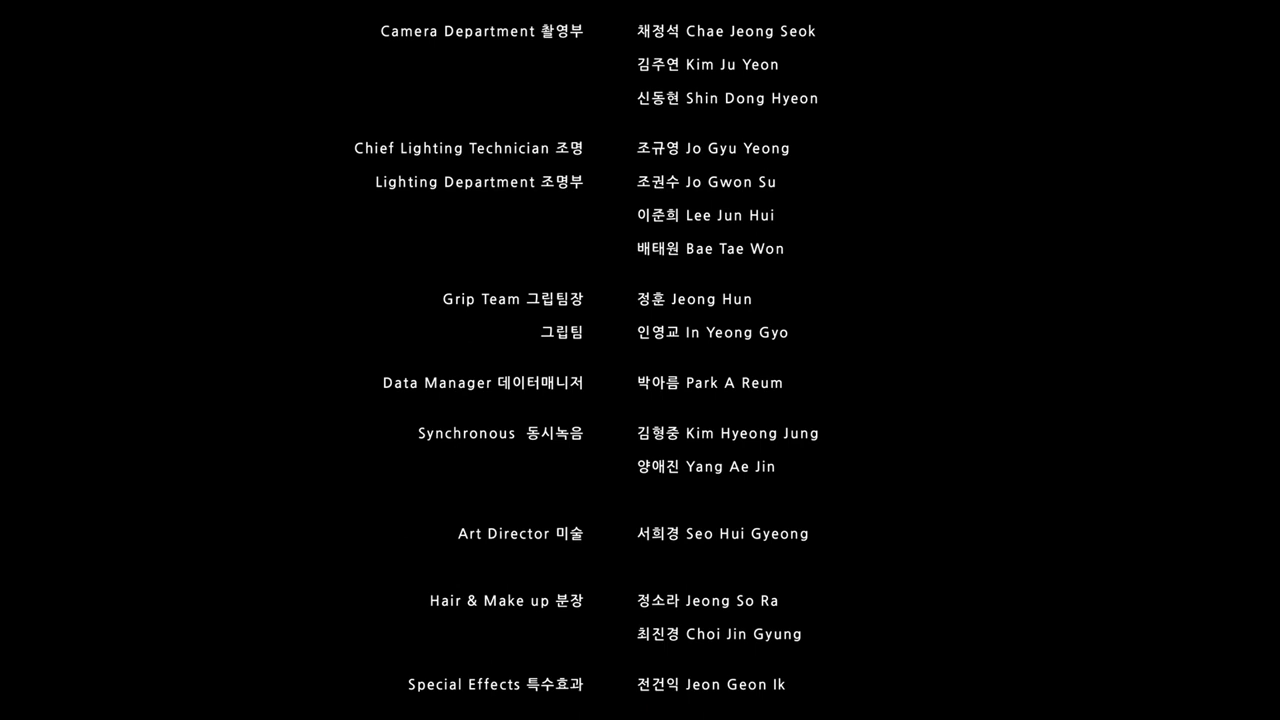 Camera Department 촬영부 채정석 Chae Jeong Seok
김주연 Kim Ju Yeon
신동현 Shin Dong Hyeon
Chief Lighting Technician 조명 조규영 Jo Gyu Yeong
Lighting Department 조명부 조권수 Jo Gwon Su
이준희 Lee Jun Hui
배태원 Bae Tae Won
Grip Team 그립팀장 정훈 Jeong Hun
그립팀 인영교 In Yeong Gyo
Data Manager 데이터매니저 박아름 Park A Reum
Synchronous 동시녹음 김형중 Kim Hyeong Jung
양애진 Yang Ae Jin
Art Director 미술 서희경 Seo Hui Gyeong
Hair & Make up 분장 정소라 Jeong So Ra
최진경 Choi Jin Gyung
Special Effects 특수효과 전건익 Jeon Geon Ik